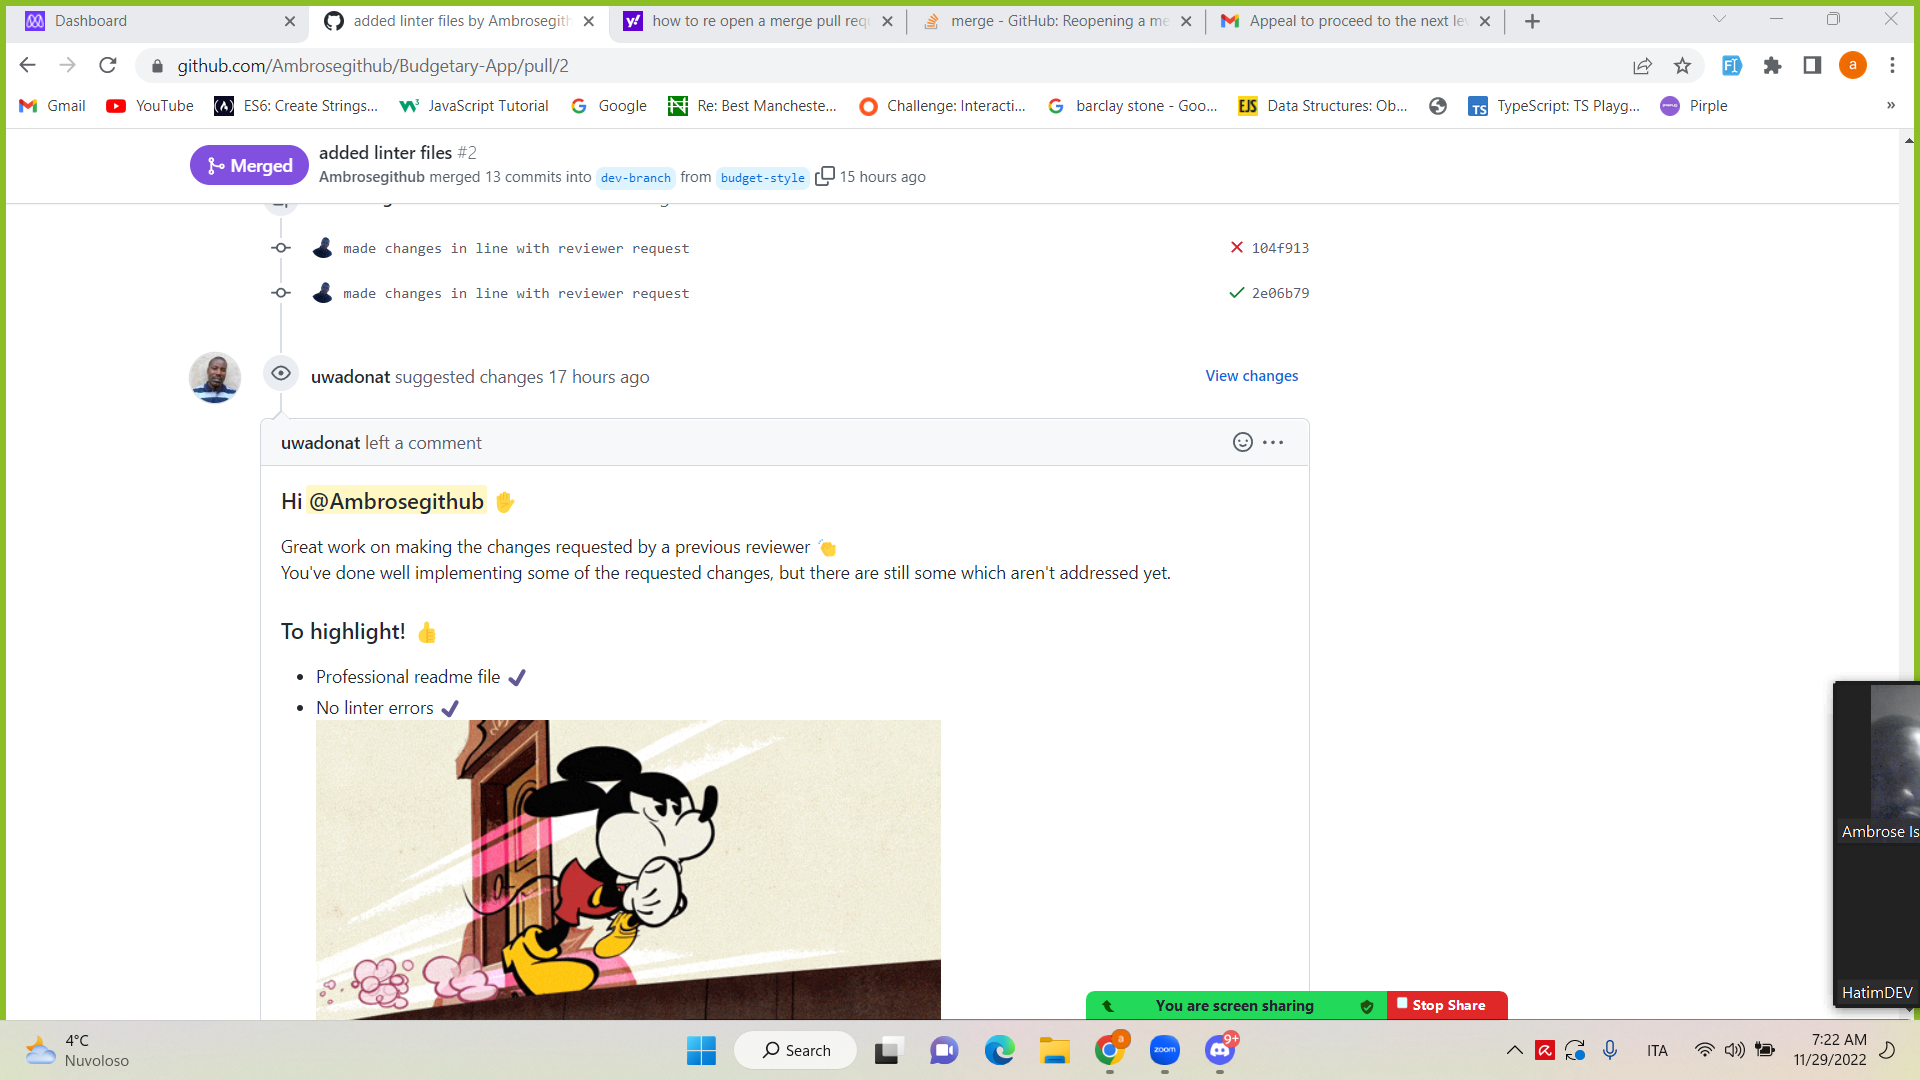 Dashboard
added linter files by Ambrosegith
how to re open a merge pull requ
merge - GitHub: Reopening a me
Appeal to proceed to the next lev
github.com/Ambrosegithub/Budgetary-App/pull/2
a
Gmail
YouTube
ES6: Create Strings...
JavaScript Tutorial
Google
Re: Best Mancheste...
Challenge: Interacti...
barclay stone - Goo...
EJS
Data Structures: Ob...
TS
TypeScript: TS Playg...
Pirple
»
Merged
added linter files #2
Ambrosegithub merged 13 commits into dev-branch from budget-style 15 hours ago
made changes in line with reviewer request
104f913
made changes in line with reviewer request
2e06b79
uwadonat suggested changes 17 hours ago
View changes
uwadonat left a comment
Hi @Ambrosegithub ✋
Great work on making the changes requested by a previous reviewer 👏
You've done well implementing some of the requested changes, but there are still some which aren't addressed yet.
To highlight! 👍
• Professional readme file ✔
• No linter errors ✔
Ambrose Is
HatimDEV
You are screen sharing
Stop Share
4°C
Nuvoloso
Search
a
zoom
9+
ITA
7:22 AM
11/29/2022